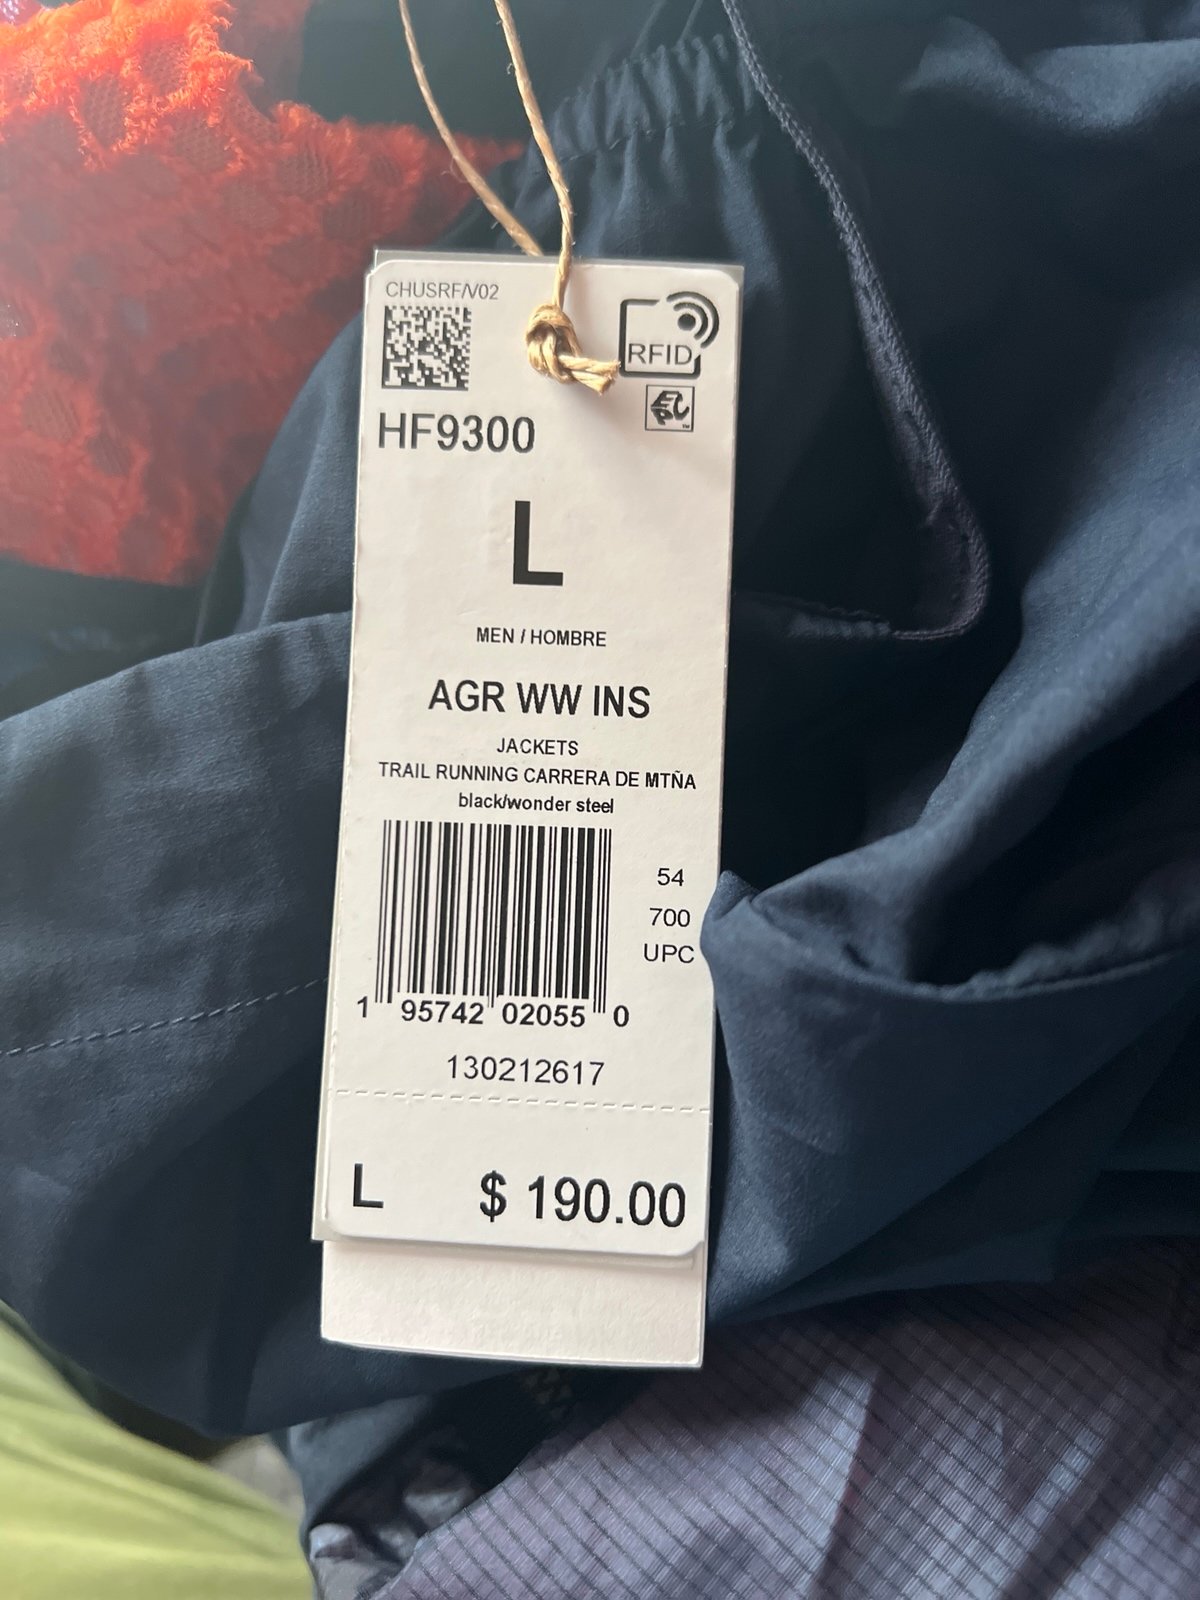 CHUSRF/V02
RFID
EPC
HF9300
L
MEN / HOMBRE
AGR WW INS
JACKETS
TRAIL RUNNING CARRERA DE MTÑA
black/wonder steel
54
700
UPC
1 95742 02055 0
130212617
L $ 190.00